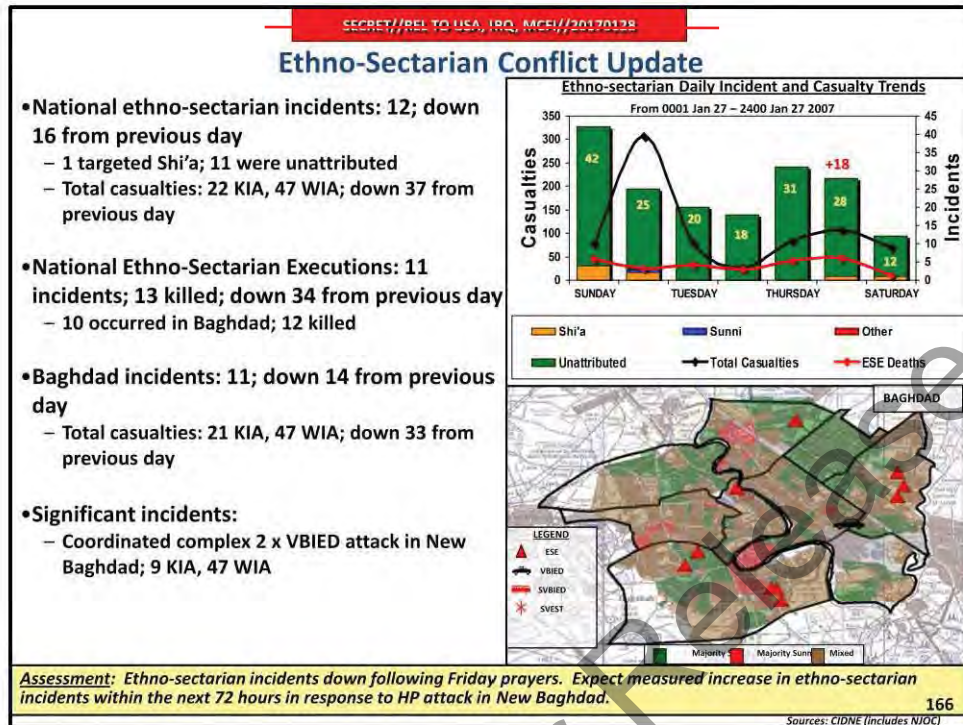 SECRET//REL TO USA, IRQ, MCFI//20170128
Ethno-Sectarian Conflict Update
•National ethno-sectarian incidents: 12; down
16 from previous day
– 1 targeted Shi'a; 11 were unattributed
– Total casualties: 22 KIA, 47 WIA; down 37 from
previous day
•National Ethno-Sectarian Executions: 11
incidents; 13 killed; down 34 from previous day
– 10 occurred in Baghdad; 12 killed
•Baghdad incidents: 11; down 14 from previous
day
– Total casualties: 21 KIA, 47 WIA; down 33 from
previous day
•Significant incidents:
– Coordinated complex 2 x VBIED attack in New
Baghdad; 9 KIA, 47 WIA
Ethno-sectarian Daily Incident and Casualty Trends
From 0001 Jan 27 – 2400 Jan 27 2007
350
300
250
200
150
100
50
0
Casualties
42
25
20
18
31
+18
28
12
45
40
35
30
25
20
15
10
5
0
Incidents
SUNDAY TUESDAY THURSDAY SATURDAY
Shi'a Sunni Other
Unattributed Total Casualties ESE Deaths
BAGHDAD
LEGEND
ESE
VBIED
SVBIED
SVEST
Majority Majority Sunn Mixed
Release
Assessment: Ethno-sectarian incidents down following Friday prayers. Expect measured increase in ethno-sectarian
incidents within the next 72 hours in response to HP attack in New Baghdad.
166
Sources: CIDNE (includes NJOC)